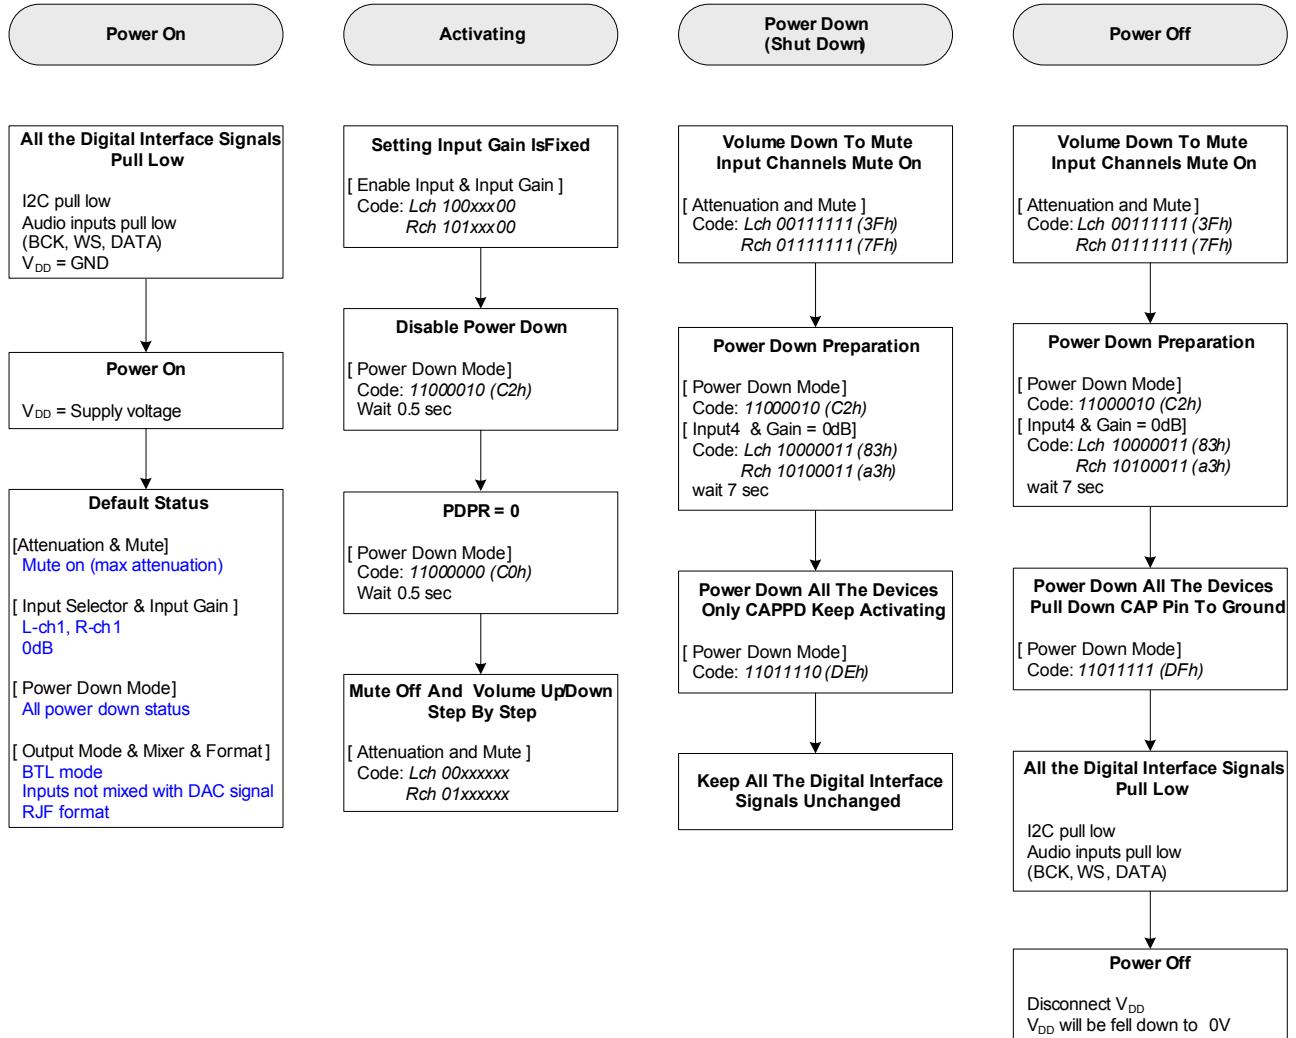 Power On
All the Digital Interface Signals
Pull Low
I2C pull low
Audio inputs pull low
(BCK, WS, DATA)
VDD = GND
Power On
VDD = Supply voltage
Default Status
[Attenuation & Mute]
Mute on (max attenuation)
[ Input Selector & Input Gain ]
L-ch1, R-ch1
0dB
[ Power Down Mode]
All power down status
[ Output Mode & Mixer & Format ]
BTL mode
Inputs not mixed with DAC signal
RJF format
Activating
Setting Input Gain IsFixed
[ Enable Input & Input Gain ]
Code: Lch 100xxx00
Rch 101xxx00
Disable Power Down
[ Power Down Mode]
Code: 11000010 (C2h)
Wait 0.5 sec
PDPR = 0
[ Power Down Mode]
Code: 11000000 (C0h)
Wait 0.5 sec
Mute Off And Volume Up/Down
Step By Step
[ Attenuation and Mute ]
Code: Lch 00xxxxxx
Rch 01xxxxxx
Power Down
(Shut Down)
Volume Down To Mute
Input Channels Mute On
[ Attenuation and Mute ]
Code: Lch 00111111 (3Fh)
Rch 01111111 (7Fh)
Power Down Preparation
[ Power Down Mode]
Code: 11000010 (C2h)
[ Input4 & Gain = 0dB]
Code: Lch 10000011 (83h)
Rch 10100011 (a3h)
wait 7 sec
Power Down All The Devices
Only CAPPD Keep Activating
[ Power Down Mode]
Code: 11011110 (DEh)
Keep All The Digital Interface
Signals Unchanged
Power Off
Volume Down To Mute
Input Channels Mute On
[ Attenuation and Mute ]
Code: Lch 00111111 (3Fh)
Rch 01111111 (7Fh)
Power Down Preparation
[ Power Down Mode]
Code: 11000010 (C2h)
[ Input4 & Gain = 0dB]
Code: Lch 10000011 (83h)
Rch 10100011 (a3h)
wait 7 sec
Power Down All The Devices
Pull Down CAP Pin To Ground
[ Power Down Mode]
Code: 11011111 (DFh)
All the Digital Interface Signals
Pull Low
I2C pull low
Audio inputs pull low
(BCK, WS, DATA)
Power Off
Disconnect VDD
VDD will be fell down to 0V